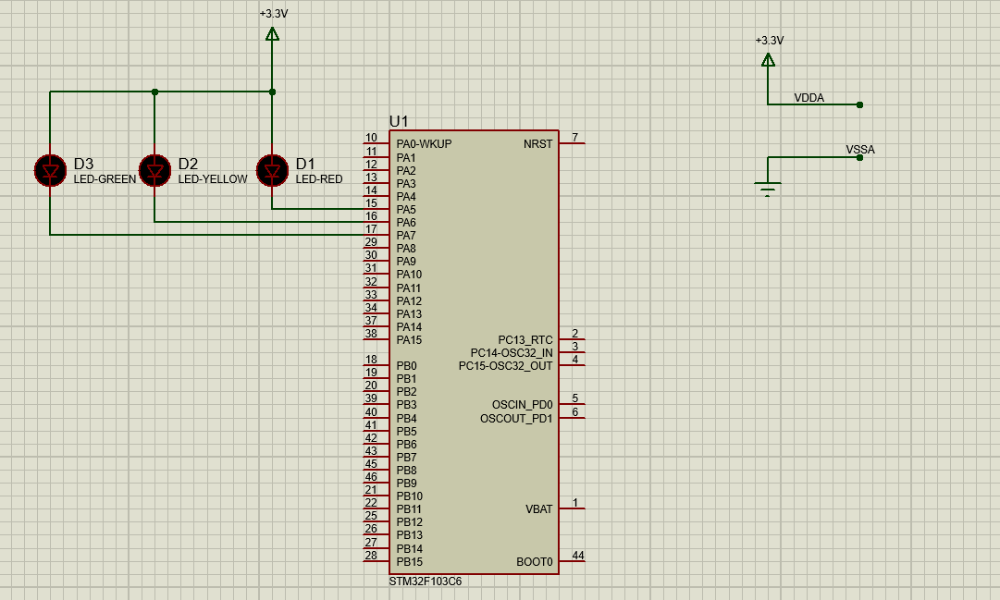 +3.3V
+3.3V
VDDA
VSSA
D3
LED-GREEN
D2
LED-YELLOW
D1
LED-RED
U1
10 PA0-WKUP
11 PA1
12 PA2
13 PA3
14 PA4
15 PA5
16 PA6
17 PA7
29 PA8
30 PA9
31 PA10
32 PA11
33 PA12
34 PA13
37 PA14
38 PA15
18 PB0
19 PB1
20 PB2
39 PB3
40 PB4
41 PB5
42 PB6
43 PB7
45 PB8
46 PB9
21 PB10
22 PB11
25 PB12
26 PB13
27 PB14
28 PB15
NRST 7
PC13_RTC 2
PC14-OSC32_IN 3
PC15-OSC32_OUT 4
OSCIN_PD0 5
OSCOUT_PD1 6
VBAT 1
BOOT0 44
STM32F103C6